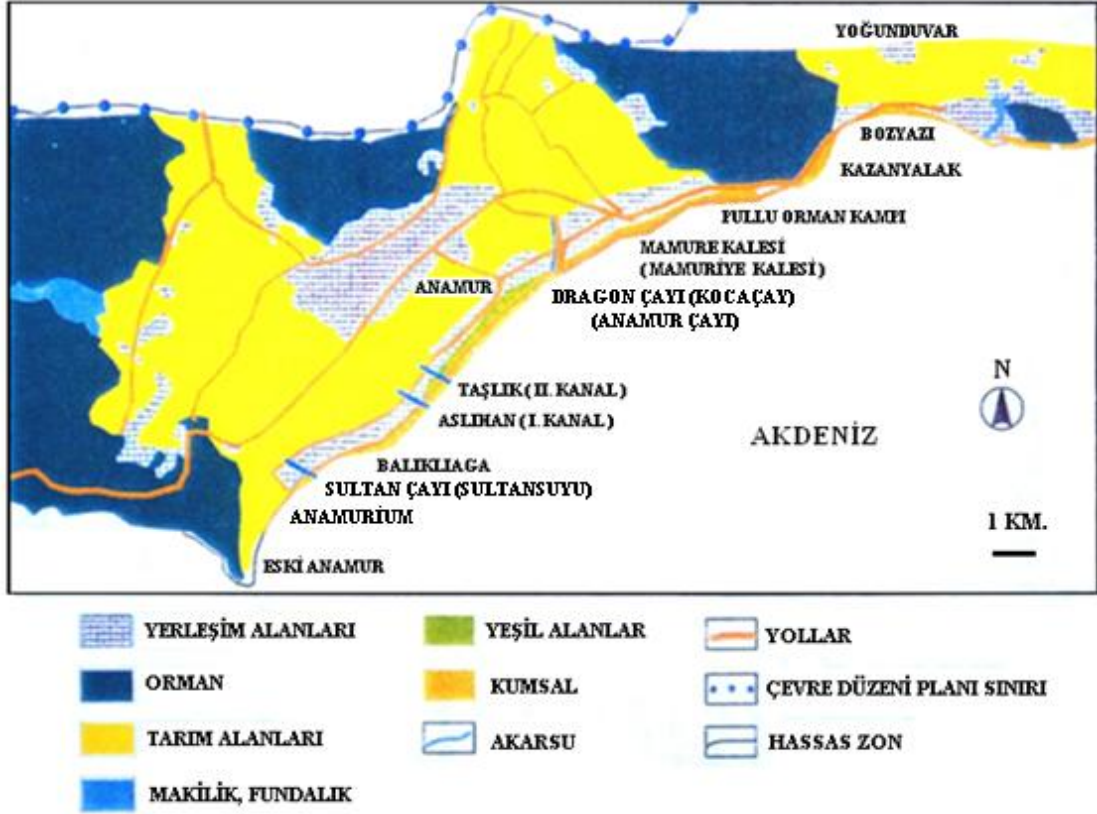 YOĞUNDUVAR
BOZYAZI
KAZANYALAK
PULLU ORMAN KAMPI
MAMURE KALESİ
(MAMURİYE KALESİ)
ANAMUR
DRAGON ÇAYI (KOCAÇAY)
(ANAMUR ÇAYI)
N
TAŞLIK (II. KANAL)
ASLIHAN (I. KANAL)
AKDENİZ
BALIKLIAGA
SULTAN ÇAYI (SULTANSUYU)
ANAMURİUM
1 KM.
ESKİ ANAMUR
YERLEŞİM ALANLARI
YEŞİL ALANLAR
YOLLAR
ORMAN
KUMSAL
ÇEVRE DÜZENİ PLANI SINIRI
TARIM ALANLARI
AKARSU
HASSAS ZON
MAKİLİK, FUNDALIK